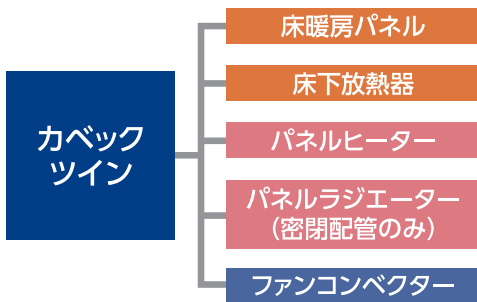 カベック
ツイン
床暖房パネル
床下放熱器
パネルヒーター
パネルラジエーター
（密閉配管のみ）
ファンコンベクター